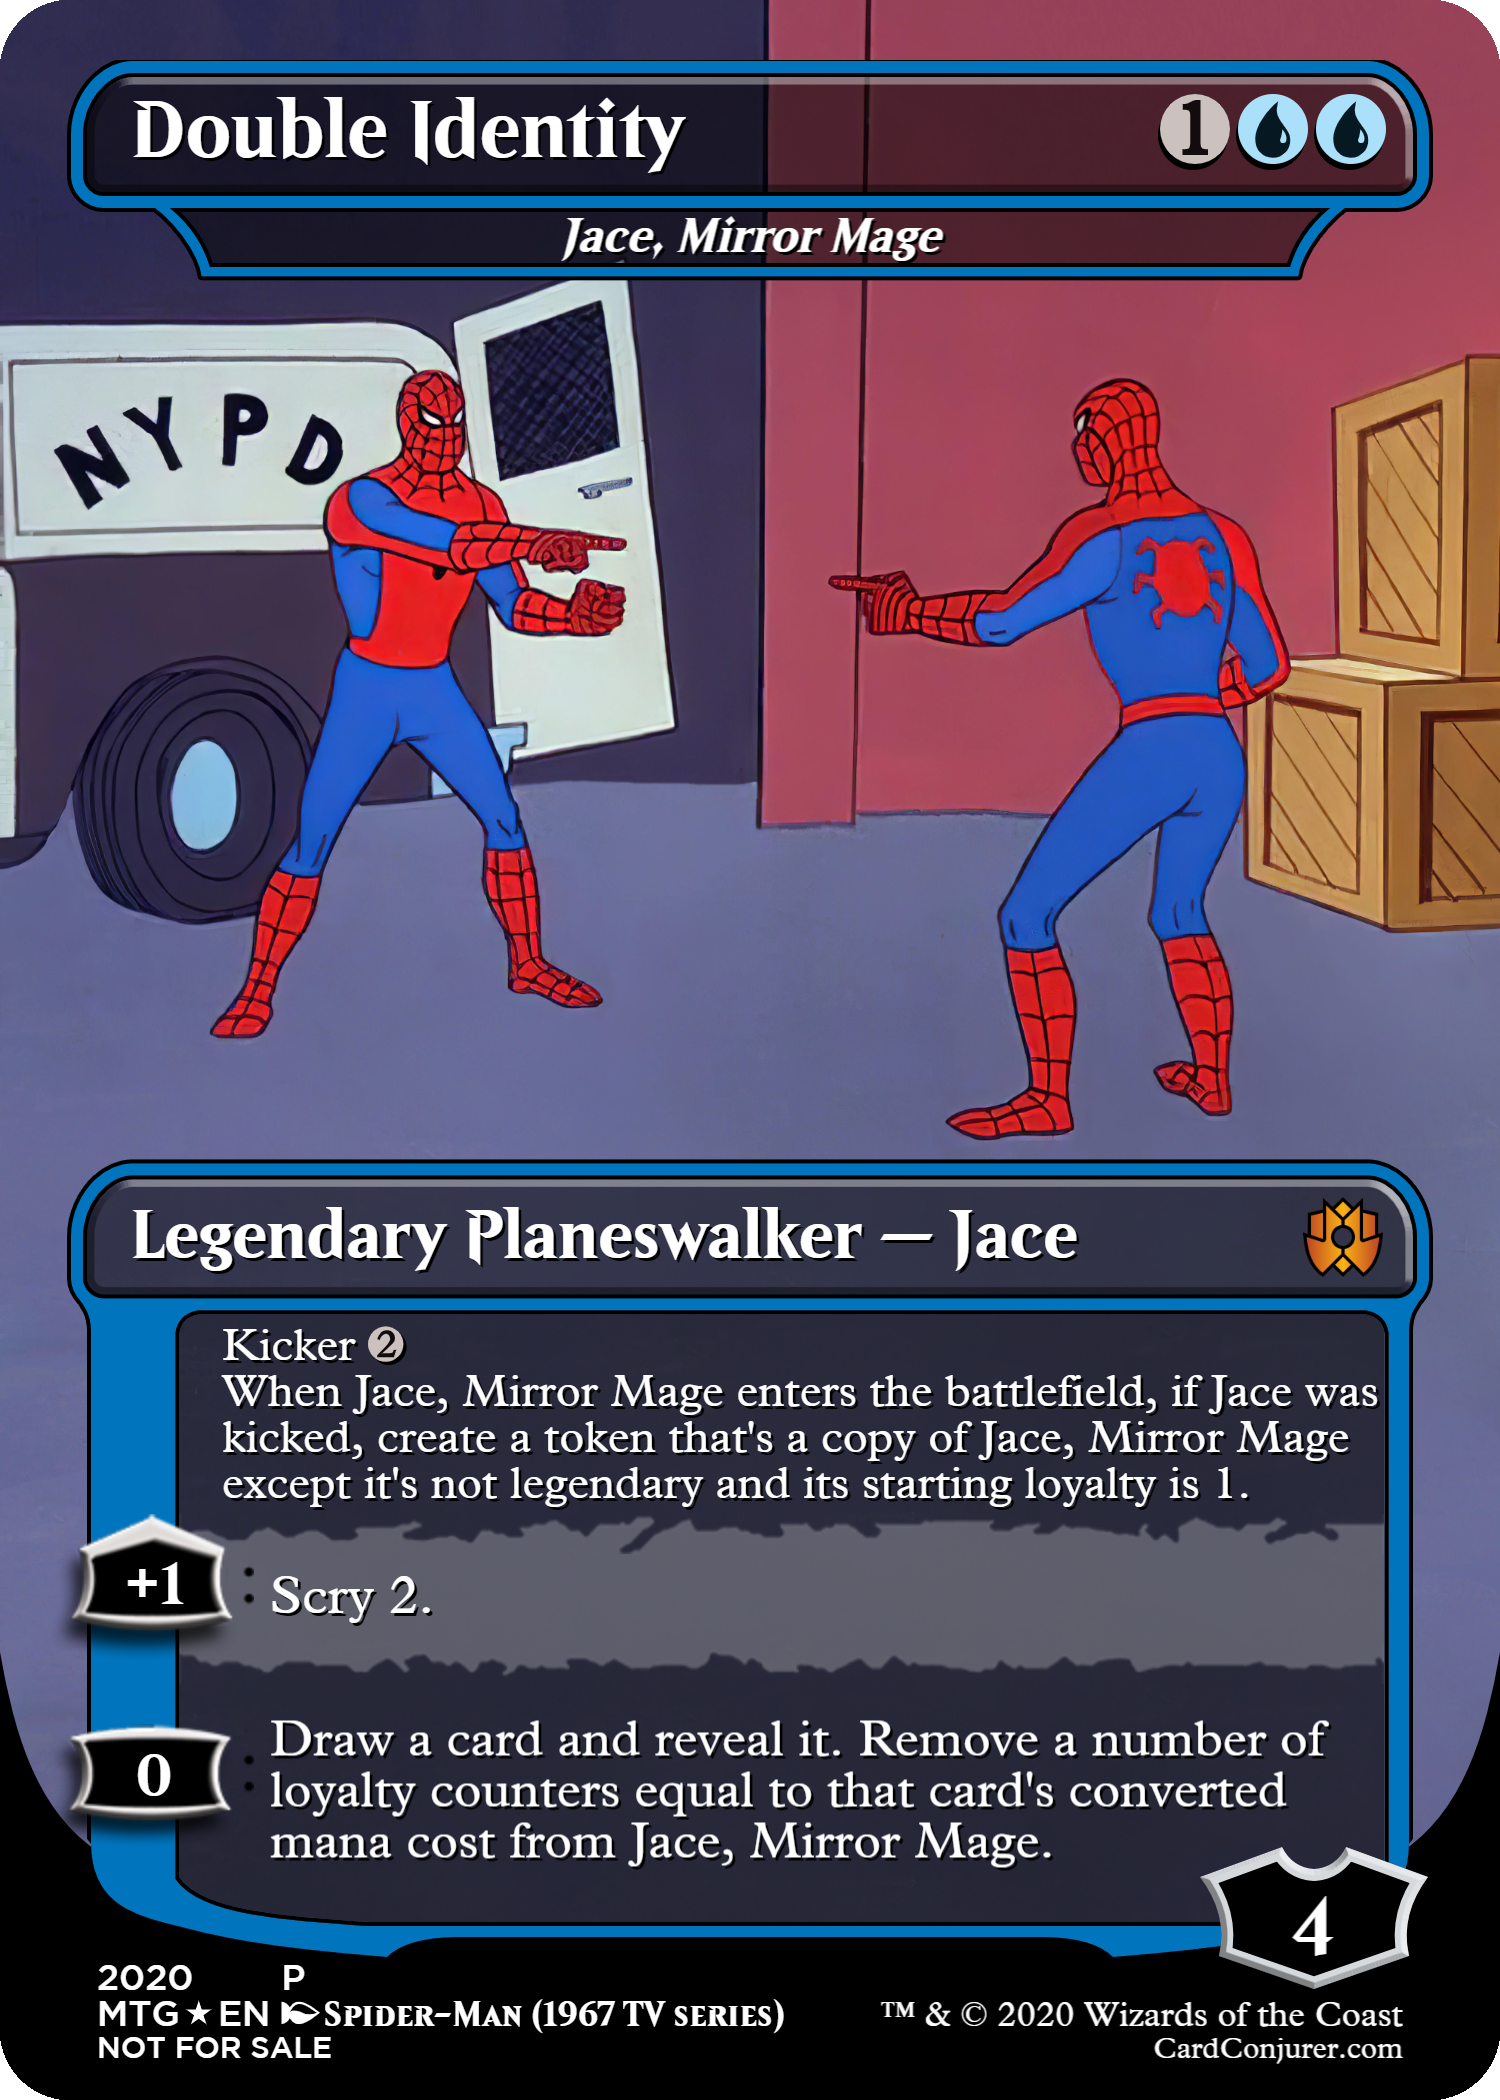 Double Identity 1
Jace, Mirror Mage
NYPD
Legendary Planeswalker — Jace
Kicker 2
When Jace, Mirror Mage enters the battlefield, if Jace was
kicked, create a token that's a copy of Jace, Mirror Mage
except it's not legendary and its starting loyalty is 1.
+1 : Scry 2.
0 : Draw a card and reveal it. Remove a number of
loyalty counters equal to that card's converted
mana cost from Jace, Mirror Mage.
4
2020 P
MTG ★ EN Spider-Man (1967 TV series)
NOT FOR SALE
™ & © 2020 Wizards of the Coast
CardConjurer.com